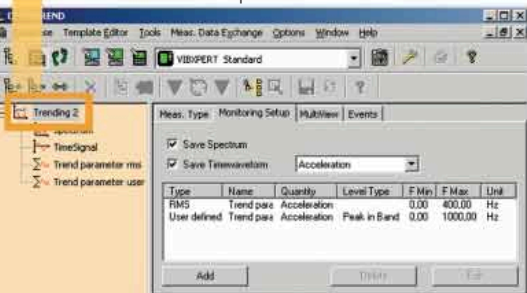 TREND
Template Editor Tools Meas. Data Exchange Options Window Help
VIBXPERT Standard
Trending 2
Spectrum
TimeSignal
Trend parameter rms
Trend parameter user
Meas. Type Monitoring Setup MultiView Events
Save Spectrum
Save Timewaveform Acceleration
Type Name Quantity Level Type F Min F Max Unit
RMS Trend para Acceleration 0,00 400,00 Hz
User defined Trend para Acceleration Peak in Band 0,00 1000,00 Hz
Add Delete Edit